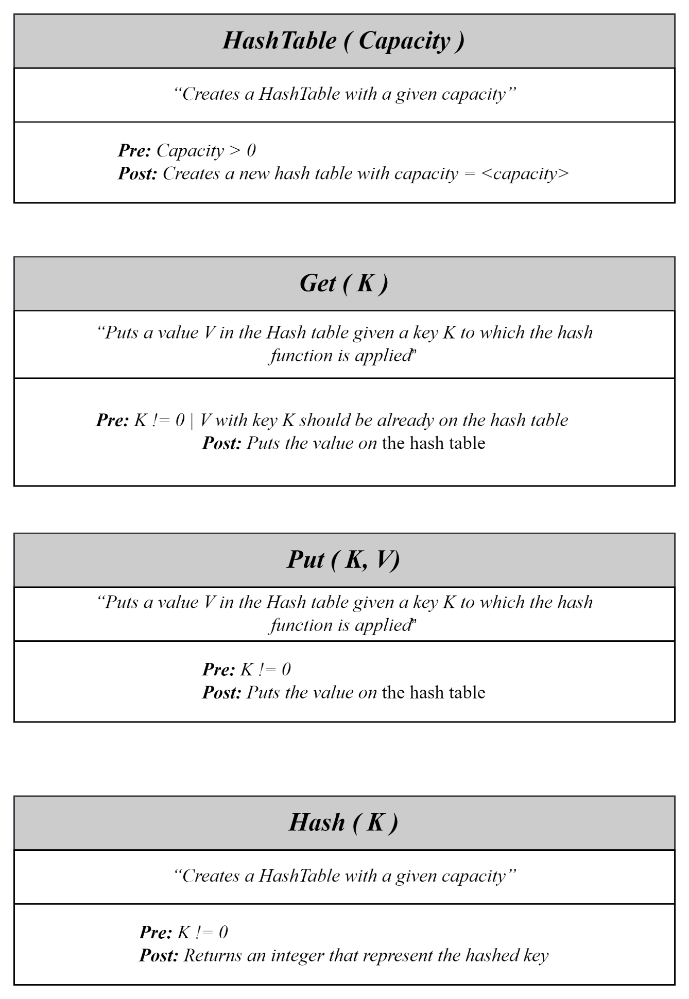 HashTable ( Capacity )
“Creates a HashTable with a given capacity”
Pre: Capacity > 0
Post: Creates a new hash table with capacity = <capacity>
Get ( K )
“Puts a value V in the Hash table given a key K to which the hash
function is applied”
Pre: K != 0 | V with key K should be already on the hash table
Post: Puts the value on the hash table
Put ( K, V)
“Puts a value V in the Hash table given a key K to which the hash
function is applied”
Pre: K != 0
Post: Puts the value on the hash table
Hash ( K )
“Creates a HashTable with a given capacity”
Pre: K != 0
Post: Returns an integer that represent the hashed key